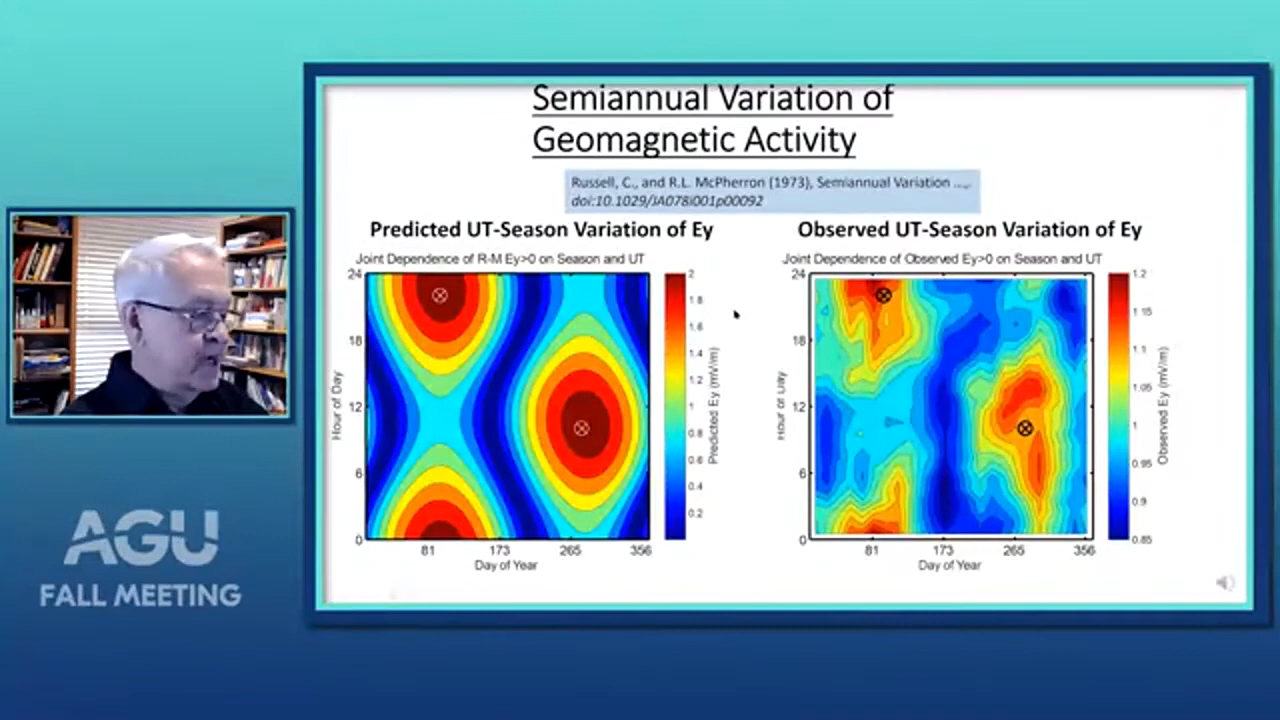 Semiannual Variation of
Geomagnetic Activity
Russell, C., and R.L. McPherron (1973), Semiannual Variation ...,
doi:10.1029/JA078i001p00092
Predicted UT-Season Variation of Ey
Observed UT-Season Variation of Ey
Joint Dependence of R-M Ey>0 on Season and UT
Joint Dependence of Observed Ey>0 on Season and UT
24
18
12
6
0
Hour of Day
81
173
265
356
Day of Year
2
1.8
1.6
1.4
1.2
1
0.8
0.6
0.4
0.2
Predicted Ey (mV/m)
24
18
12
6
0
Hour of Day
81
173
265
356
Day of Year
1.2
1.15
1.1
1.05
1
0.95
0.9
0.85
Observed Ey (mV/m)
AGU
FALL MEETING